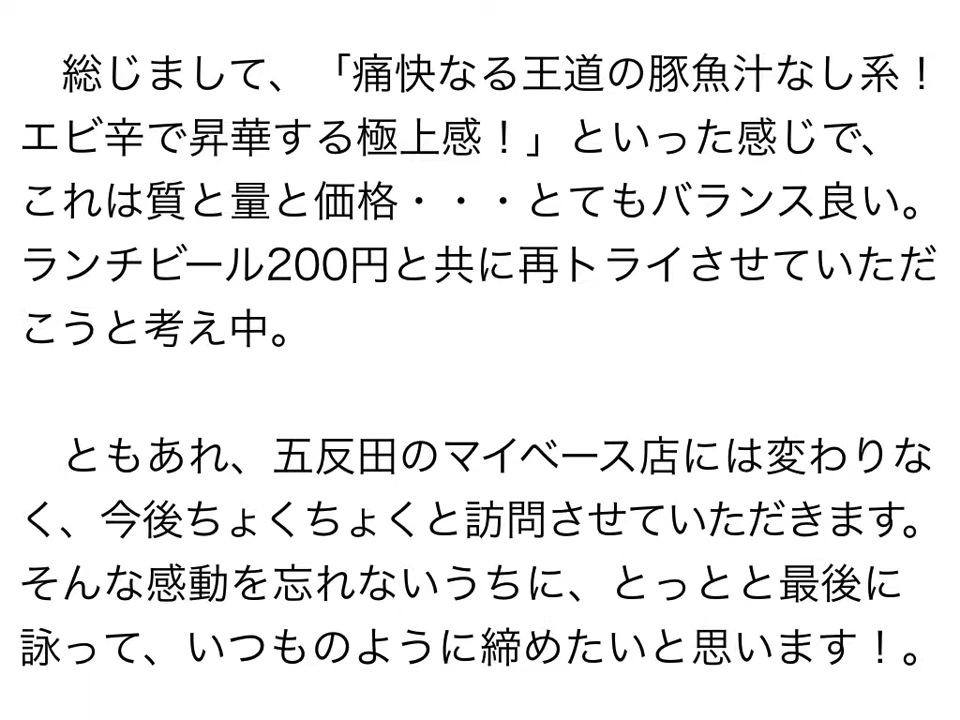 総じまして、「痛快なる王道の豚魚汁なし系！
エビ辛で昇華する極上感！」といった感じで、
これは質と量と価格・・・とてもバランス良い。
ランチビール200円と共に再トライさせていただ
こうと考え中。
ともあれ、五反田のマイベース店には変わりな
く、今後ちょくちょくと訪問させていただきます。
そんな感動を忘れないうちに、とっとと最後に
詠って、いつものように締めたいと思います！。